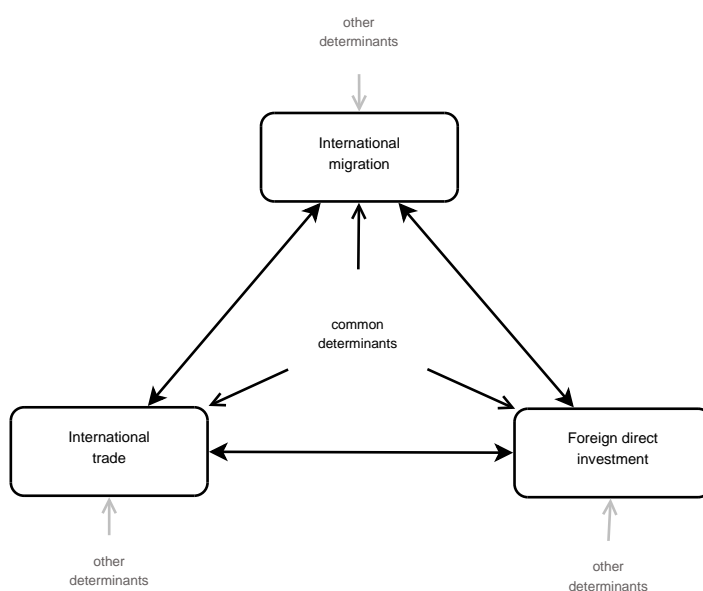 other
determinants
International
migration
common
determinants
International
trade
Foreign direct
investment
other
determinants
other
determinants